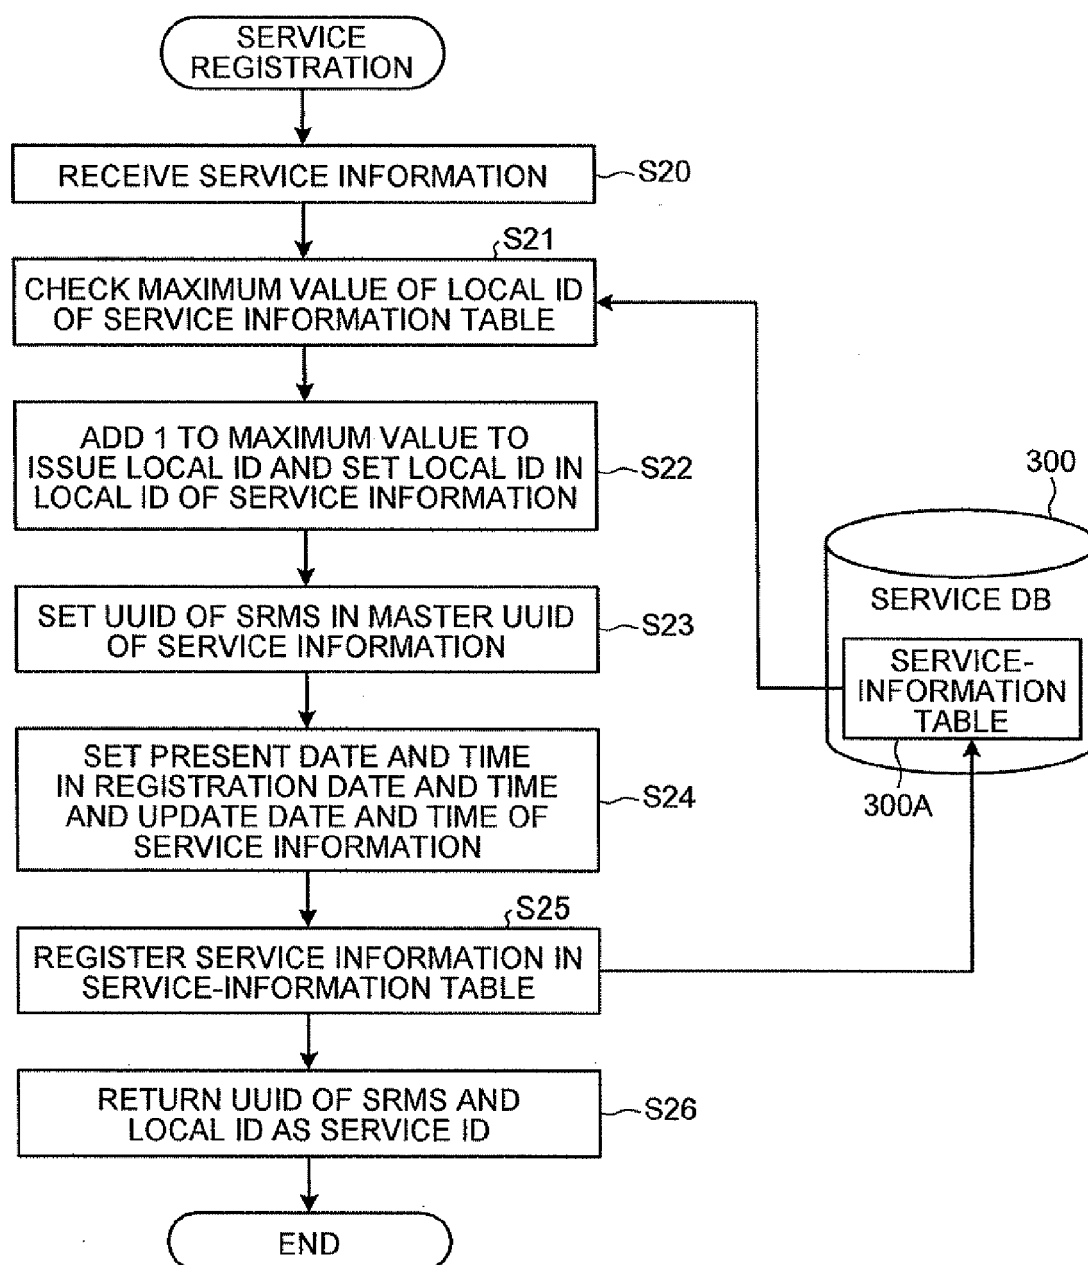 SERVICE
REGISTRATION
RECEIVE SERVICE INFORMATION
S20
S21
CHECK MAXIMUM VALUE OF LOCAL ID
OF SERVICE INFORMATION TABLE
ADD 1 TO MAXIMUM VALUE TO
ISSUE LOCAL ID AND SET LOCAL ID IN
LOCAL ID OF SERVICE INFORMATION
S22
SET UUID OF SRMS IN MASTER UUID
OF SERVICE INFORMATION
S23
SET PRESENT DATE AND TIME
IN REGISTRATION DATE AND TIME
AND UPDATE DATE AND TIME OF
SERVICE INFORMATION
S24
S25
REGISTER SERVICE INFORMATION IN
SERVICE-INFORMATION TABLE
RETURN UUID OF SRMS AND
LOCAL ID AS SERVICE ID
S26
END
300
SERVICE DB
SERVICE-
INFORMATION
TABLE
300A